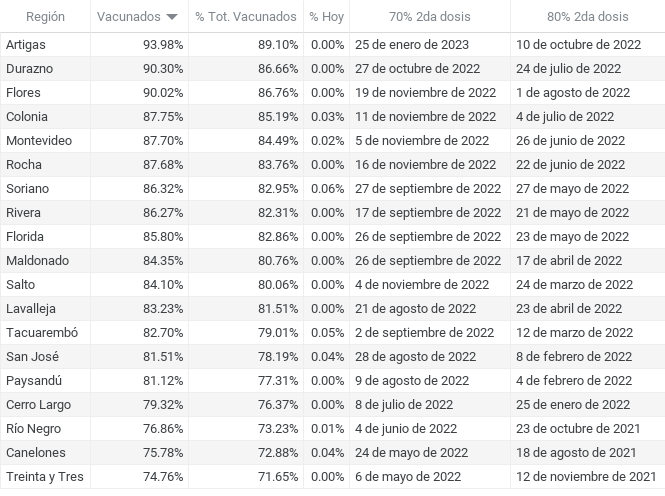 Región Vacunados % Tot. Vacunados % Hoy 70% 2da dosis 80% 2da dosis
Artigas 93.98% 89.10% 0.00% 25 de enero de 2023 10 de octubre de 2022
Durazno 90.30% 86.66% 0.00% 27 de octubre de 2022 24 de julio de 2022
Flores 90.02% 86.76% 0.00% 19 de noviembre de 2022 1 de agosto de 2022
Colonia 87.75% 85.19% 0.03% 11 de noviembre de 2022 4 de julio de 2022
Montevideo 87.70% 84.49% 0.02% 5 de noviembre de 2022 26 de junio de 2022
Rocha 87.68% 83.76% 0.00% 16 de noviembre de 2022 22 de junio de 2022
Soriano 86.32% 82.95% 0.06% 27 de septiembre de 2022 27 de mayo de 2022
Rivera 86.27% 82.31% 0.00% 17 de septiembre de 2022 21 de mayo de 2022
Florida 85.80% 82.86% 0.00% 26 de septiembre de 2022 23 de mayo de 2022
Maldonado 84.35% 80.76% 0.00% 26 de septiembre de 2022 17 de abril de 2022
Salto 84.10% 80.06% 0.00% 4 de noviembre de 2022 24 de marzo de 2022
Lavalleja 83.23% 81.51% 0.00% 21 de agosto de 2022 23 de abril de 2022
Tacuarembó 82.70% 79.01% 0.05% 2 de septiembre de 2022 12 de marzo de 2022
San José 81.51% 78.19% 0.04% 28 de agosto de 2022 8 de febrero de 2022
Paysandú 81.12% 77.31% 0.00% 9 de agosto de 2022 4 de febrero de 2022
Cerro Largo 79.32% 76.37% 0.00% 8 de julio de 2022 25 de enero de 2022
Río Negro 76.86% 73.23% 0.01% 4 de junio de 2022 23 de octubre de 2021
Canelones 75.78% 72.88% 0.04% 24 de mayo de 2022 18 de agosto de 2021
Treinta y Tres 74.76% 71.65% 0.00% 6 de mayo de 2022 12 de noviembre de 2021